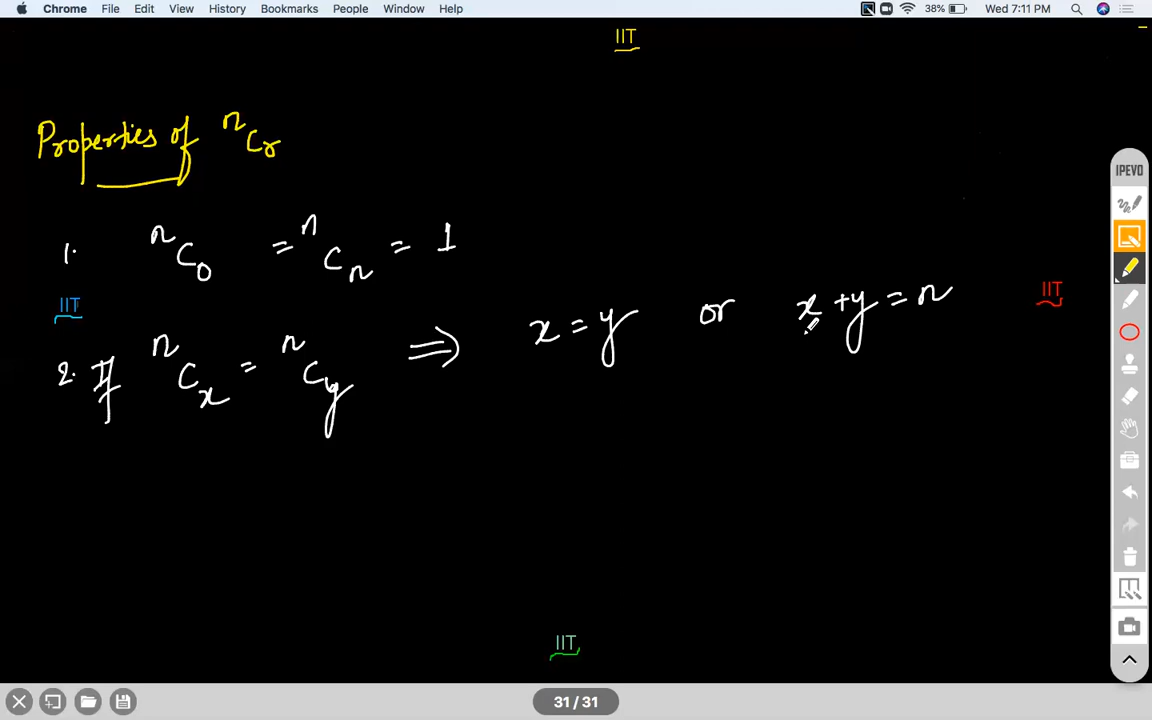 Chrome File Edit View History Bookmarks People Window Help 38% Wed 7:11 PM
IIT
Properties of ⁿCᵣ
IPEVO
1. ⁿC₀ = ⁿCₙ = 1
x = y or x + y = n
IIT
IIT
2. If ⁿCₓ = ⁿC_y ⇒
IIT
31 / 31